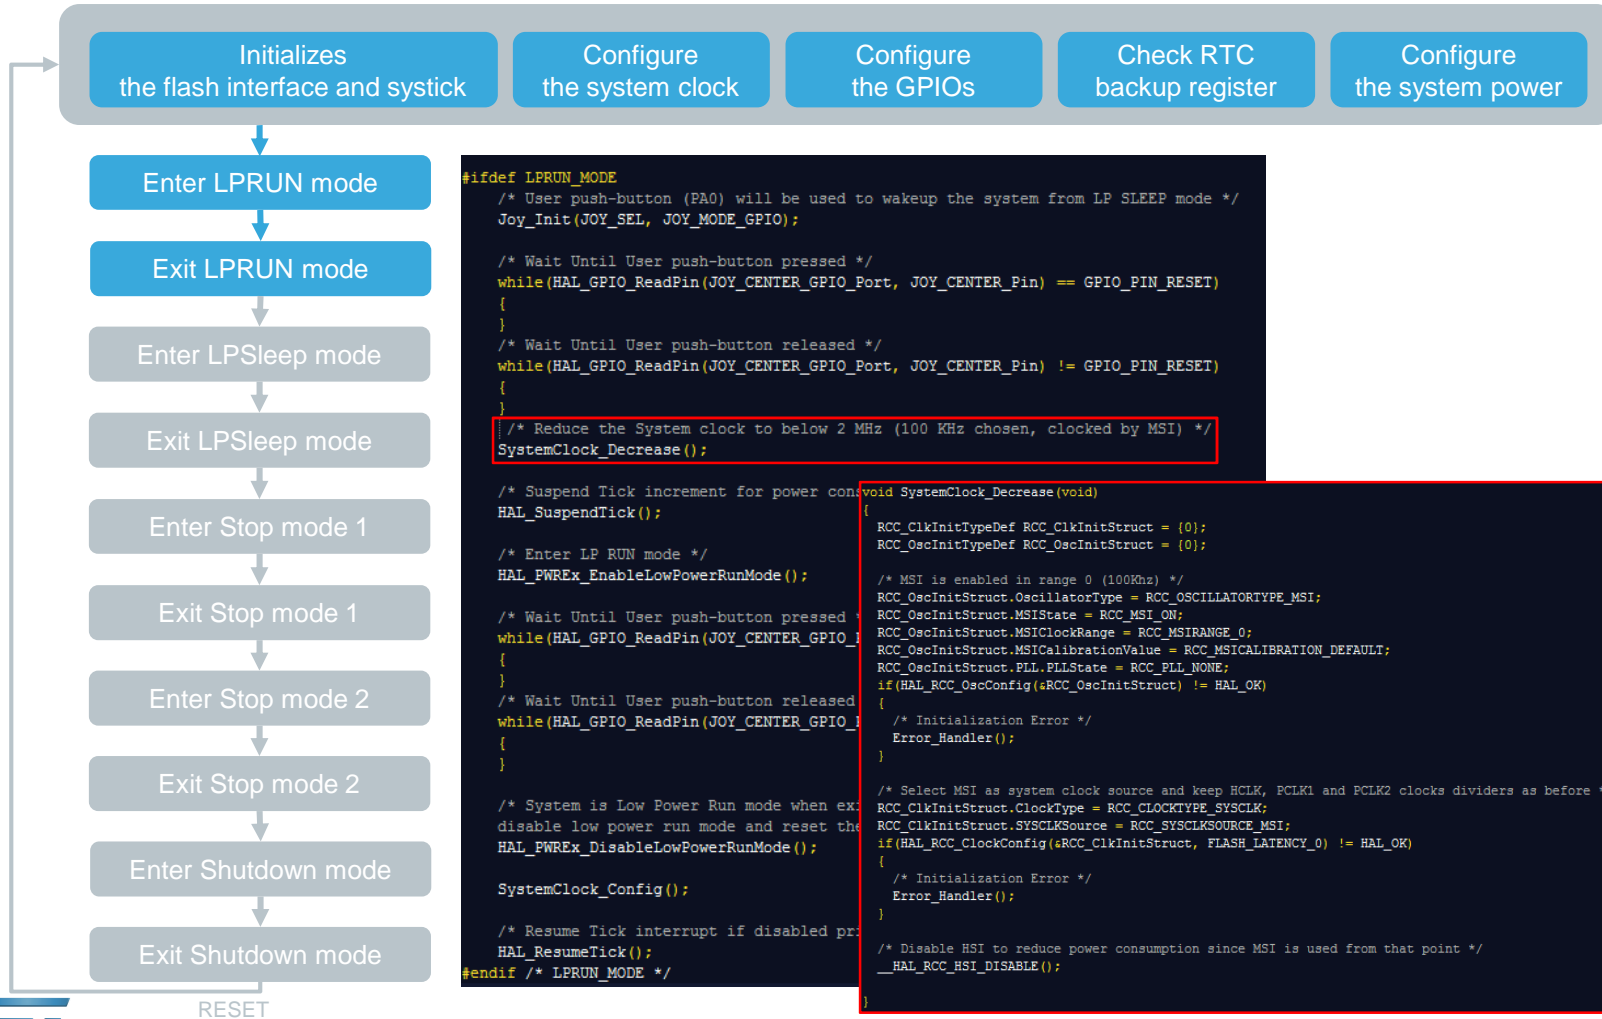 Initializes
the flash interface and systick
Configure
the system clock
Configure
the GPIOs
Check RTC
backup register
Configure
the system power
Enter LPRUN mode
Exit LPRUN mode
Enter LPSleep mode
Exit LPSleep mode
Enter Stop mode 1
Exit Stop mode 1
Enter Stop mode 2
Exit Stop mode 2
Enter Shutdown mode
Exit Shutdown mode
RESET
#ifdef LPRUN_MODE
/* User push-button (PA0) will be used to wakeup the system from LP SLEEP mode */
Joy_Init(JOY_SEL, JOY_MODE_GPIO);
/* Wait Until User push-button pressed */
while(HAL_GPIO_ReadPin(JOY_CENTER_GPIO_Port, JOY_CENTER_Pin) == GPIO_PIN_RESET)
{
}
/* Wait Until User push-button released */
while(HAL_GPIO_ReadPin(JOY_CENTER_GPIO_Port, JOY_CENTER_Pin) != GPIO_PIN_RESET)
{
}
/* Reduce the System clock to below 2 MHz (100 KHz chosen, clocked by MSI) */
SystemClock_Decrease();
/* Suspend Tick increment for power cons
HAL_SuspendTick();
/* Enter LP RUN mode */
HAL_PWREx_EnableLowPowerRunMode();
/* Wait Until User push-button pressed
while(HAL_GPIO_ReadPin(JOY_CENTER_GPIO_
{
}
/* Wait Until User push-button released
while(HAL_GPIO_ReadPin(JOY_CENTER_GPIO_
{
}
/* System is Low Power Run mode when exi
disable low power run mode and reset the
HAL_PWREx_DisableLowPowerRunMode();
SystemClock_Config();
/* Resume Tick interrupt if disabled pri
HAL_ResumeTick();
#endif /* LPRUN_MODE */
void SystemClock_Decrease(void)
{
RCC_ClkInitTypeDef RCC_ClkInitStruct = {0};
RCC_OscInitTypeDef RCC_OscInitStruct = {0};
/* MSI is enabled in range 0 (100Khz) */
RCC_OscInitStruct.OscillatorType = RCC_OSCILLATORTYPE_MSI;
RCC_OscInitStruct.MSIState = RCC_MSI_ON;
RCC_OscInitStruct.MSIClockRange = RCC_MSIRANGE_0;
RCC_OscInitStruct.MSICalibrationValue = RCC_MSICALIBRATION_DEFAULT;
RCC_OscInitStruct.PLL.PLLState = RCC_PLL_NONE;
if(HAL_RCC_OscConfig(&RCC_OscInitStruct) != HAL_OK)
{
/* Initialization Error */
Error_Handler();
}
/* Select MSI as system clock source and keep HCLK, PCLK1 and PCLK2 clocks dividers as before *
RCC_ClkInitStruct.ClockType = RCC_CLOCKTYPE_SYSCLK;
RCC_ClkInitStruct.SYSCLKSource = RCC_SYSCLKSOURCE_MSI;
if(HAL_RCC_ClockConfig(&RCC_ClkInitStruct, FLASH_LATENCY_0) != HAL_OK)
{
/* Initialization Error */
Error_Handler();
}
/* Disable HSI to reduce power consumption since MSI is used from that point */
__HAL_RCC_HSI_DISABLE();
}